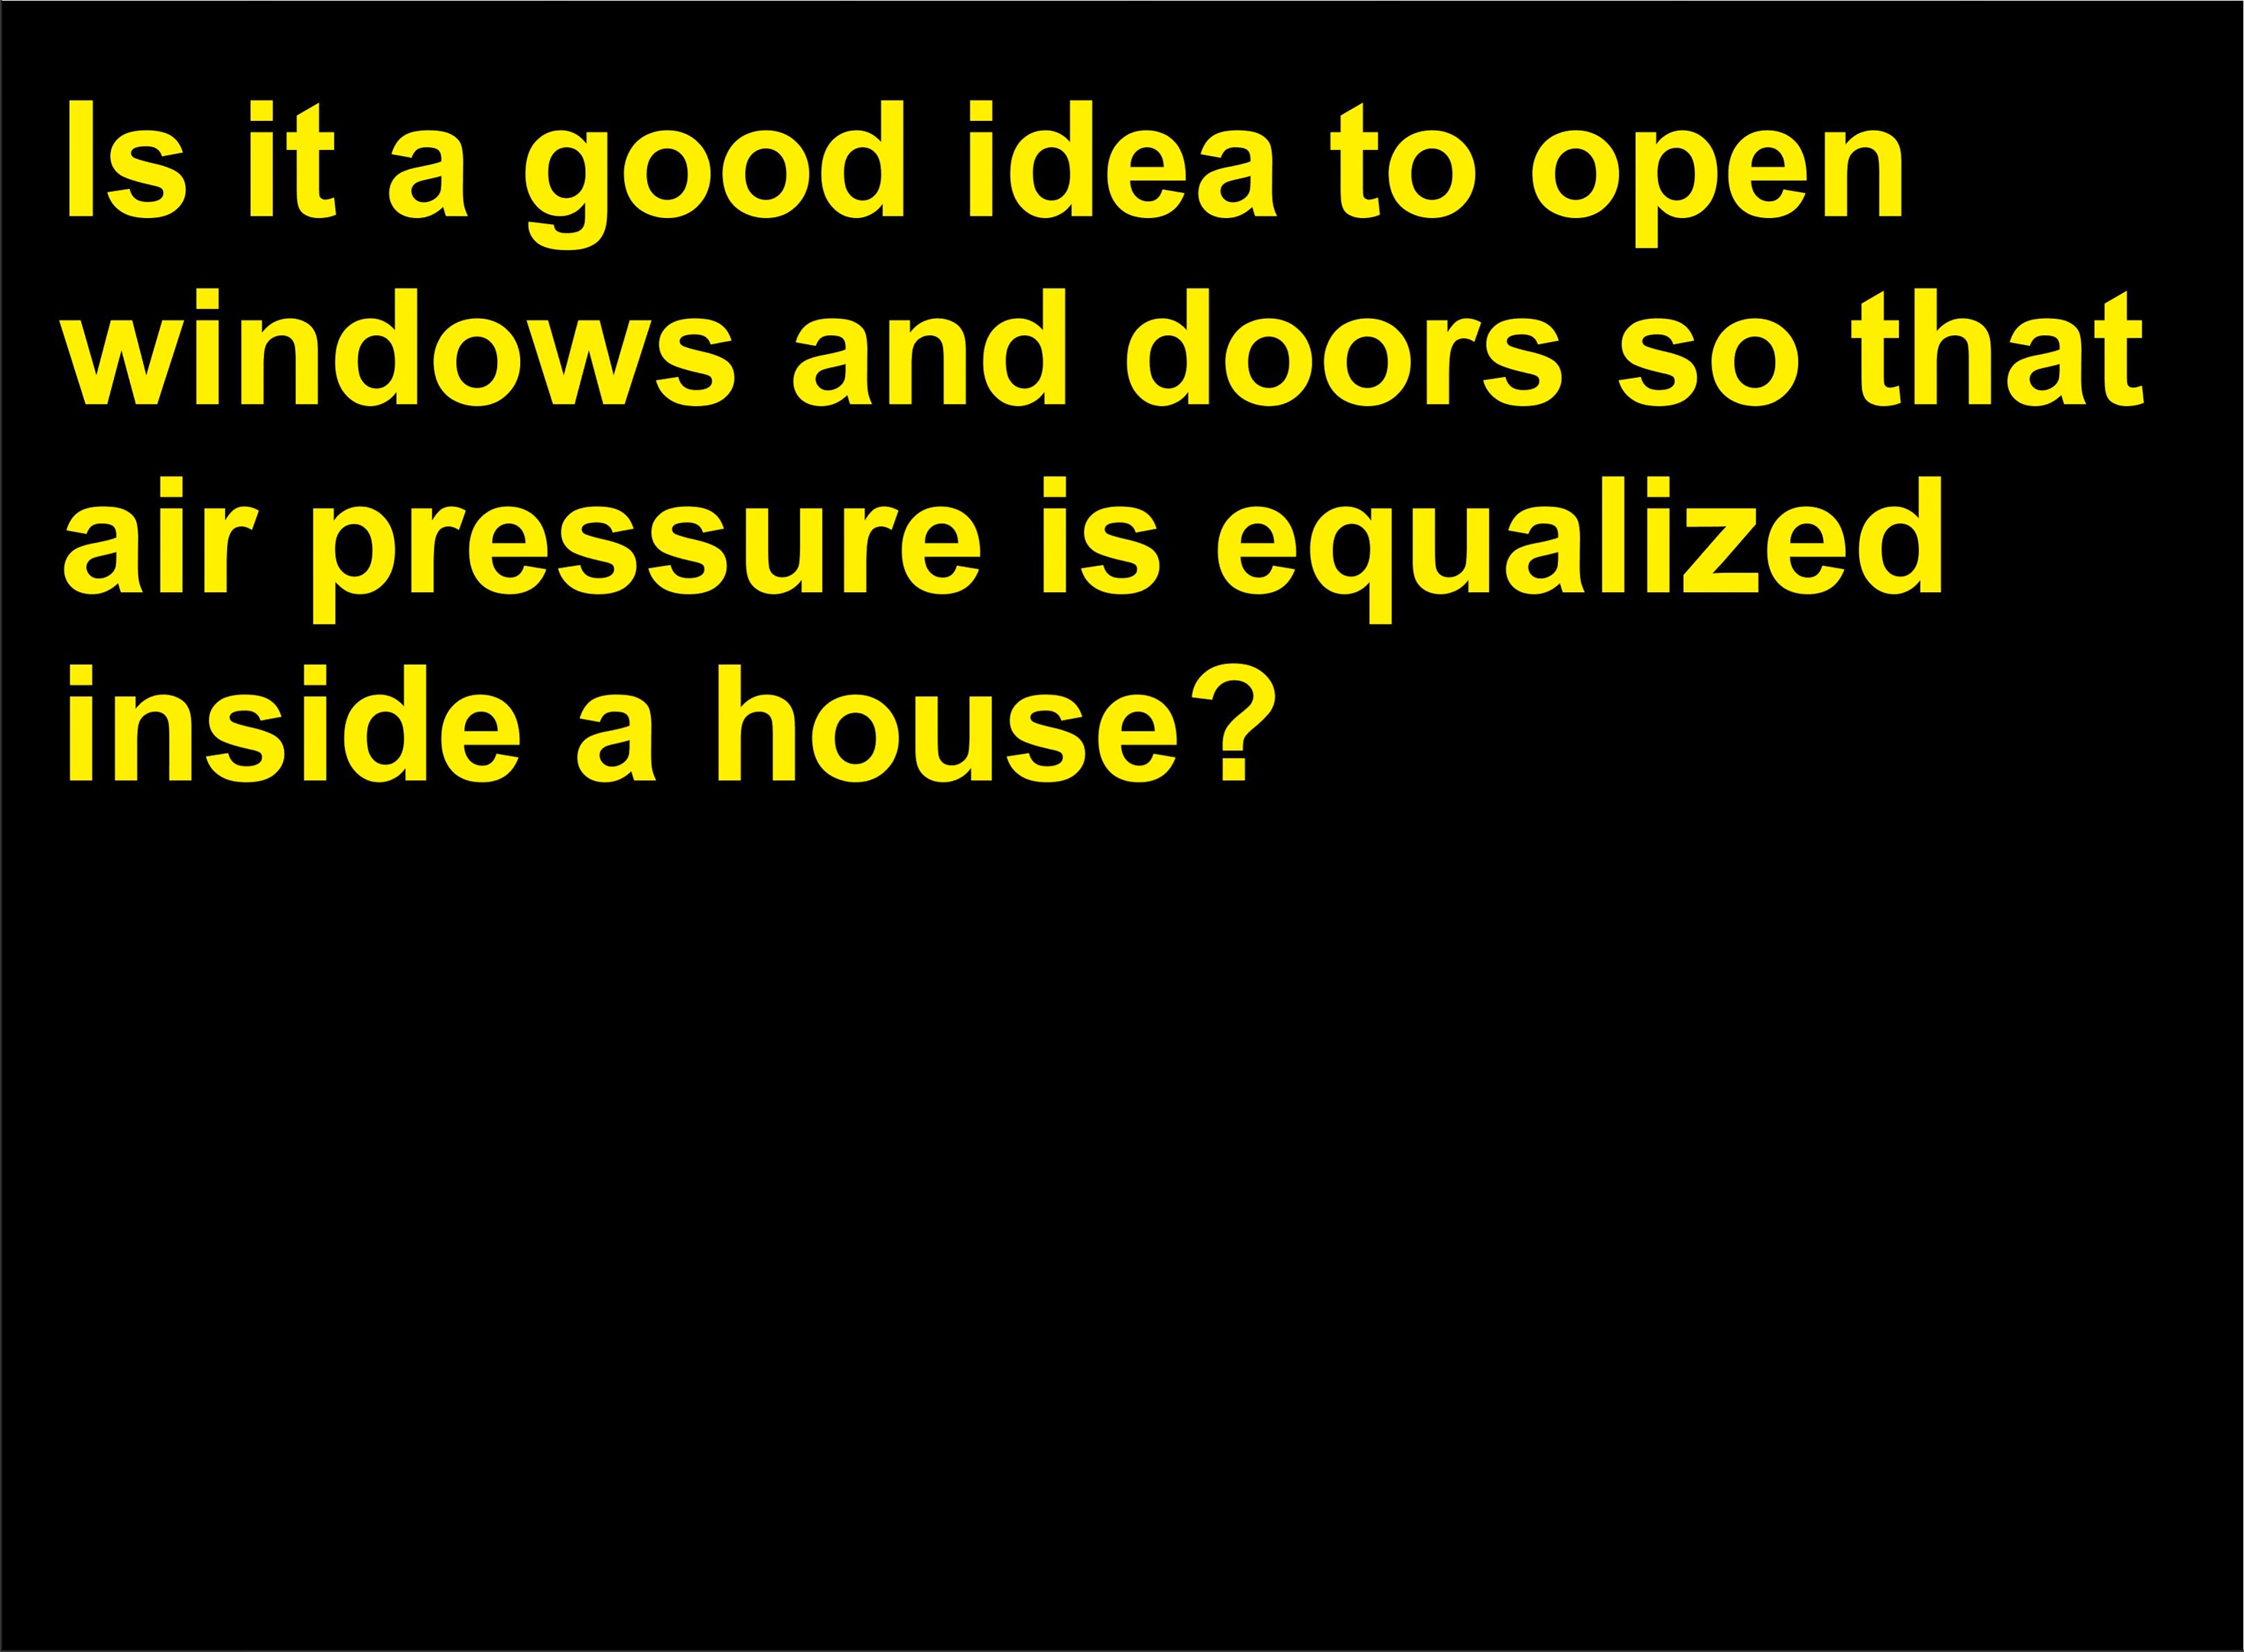 Is it a good idea to open
windows and doors so that
air pressure is equalized
inside a house?